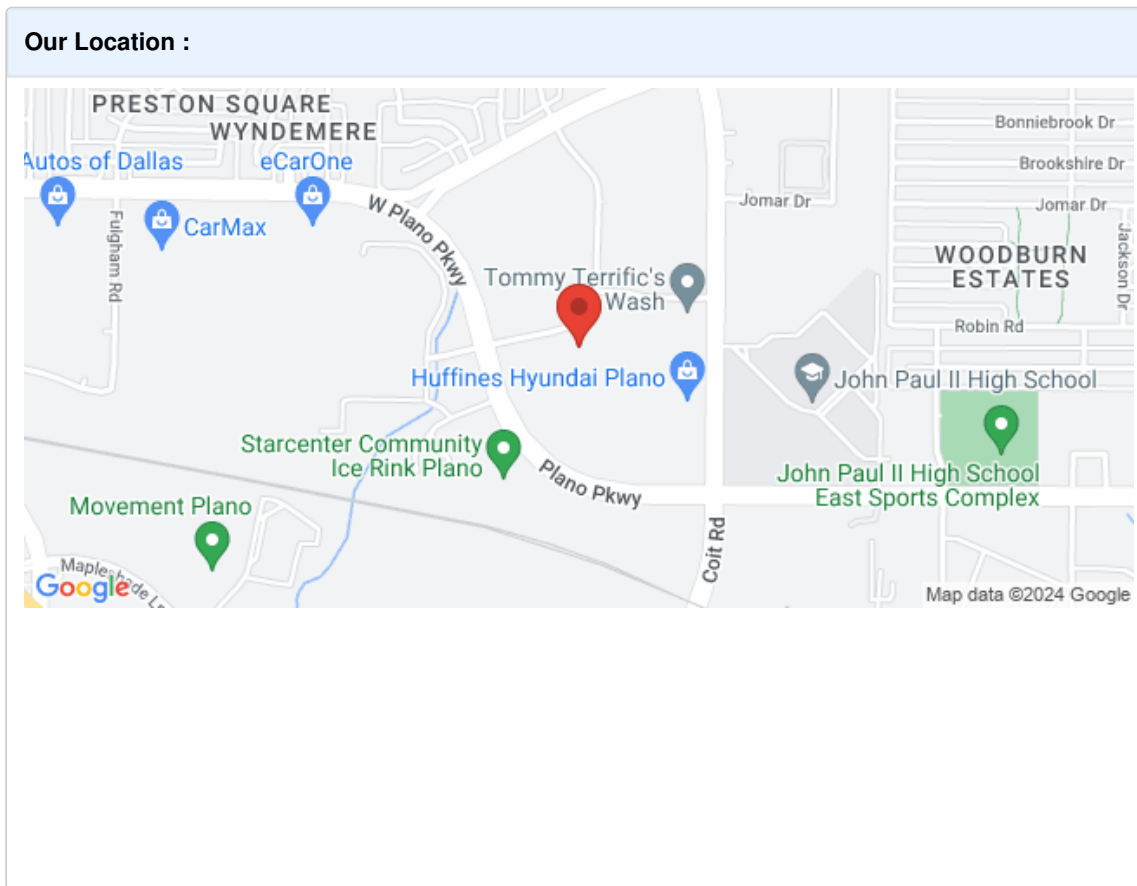 Our Location :
PRESTON SQUARE
WYNDEMERE
Autos of Dallas
eCarOne
CarMax
Fulgham Rd
W Plano Pkwy
Bonniebrook Dr
Brookshire Dr
Jomar Dr
Jomar Dr
Jackson Dr
WOODBURN
ESTATES
Robin Rd
Tommy Terrific's
Wash
Huffines Hyundai Plano
John Paul II High School
Starcenter Community
Ice Rink Plano
Plano Pkwy
John Paul II High School
East Sports Complex
Movement Plano
Coit Rd
Google
Map data ©2024 Google